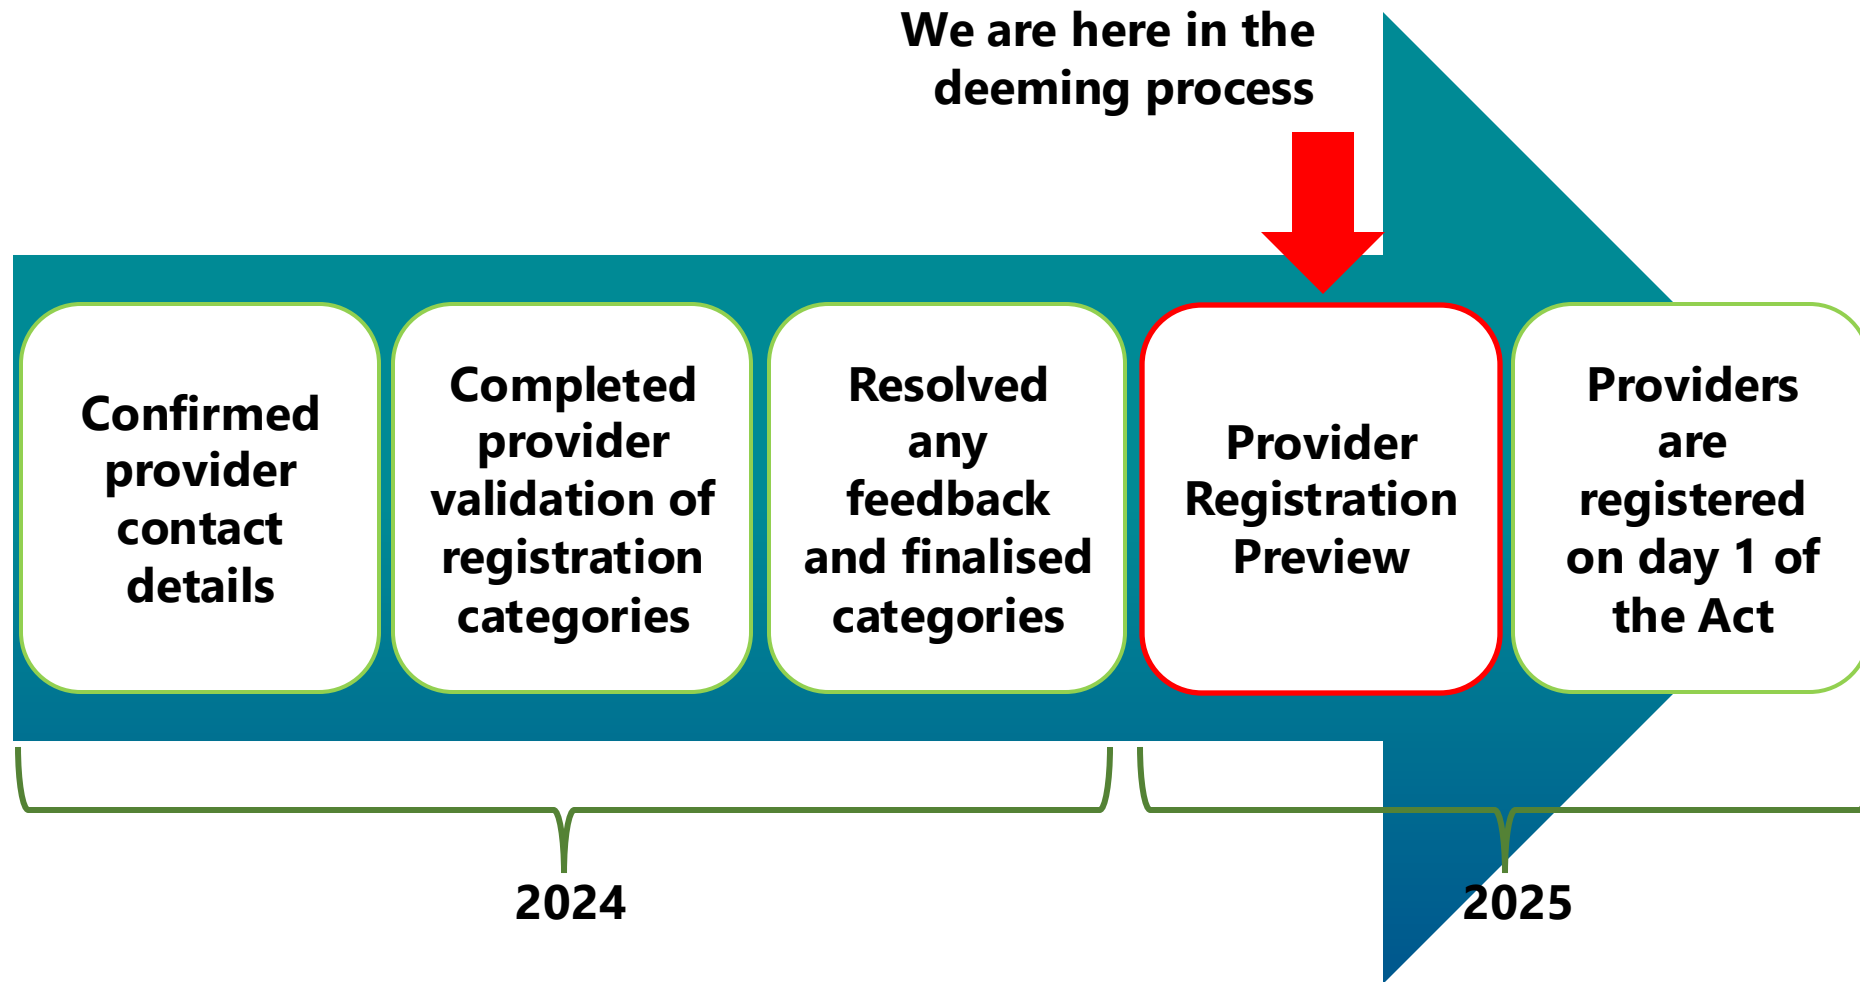 We are here in the
deeming process
Confirmed
provider
contact
details
Completed
provider
validation of
registration
categories
Resolved
any
feedback
and finalised
categories
Provider
Registration
Preview
Providers
are
registered
on day 1 of
the Act
2024
2025